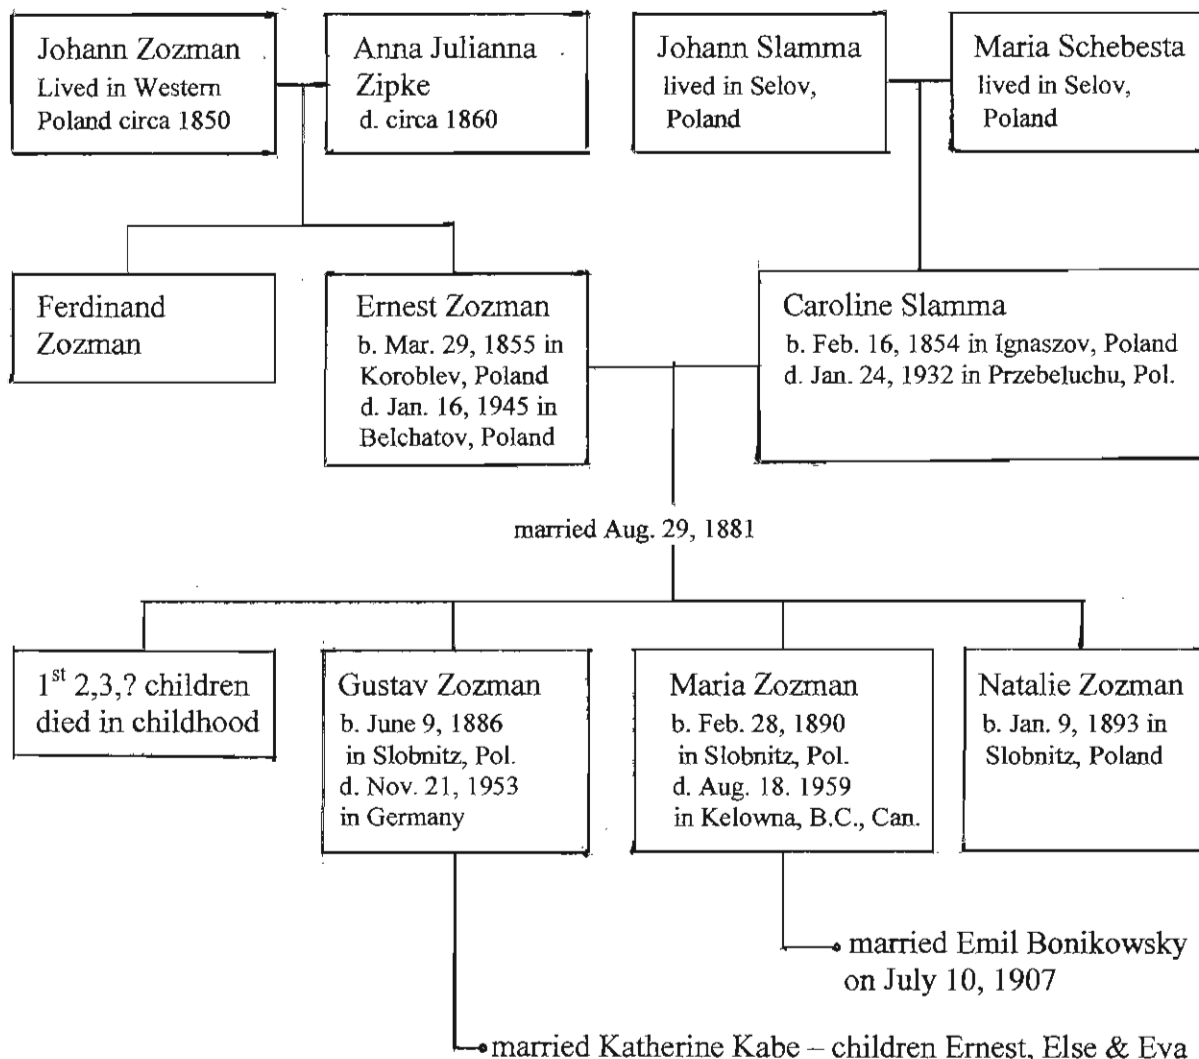 Johann Zozman
Lived in Western
Poland circa 1850
Anna Julianna
Zipke
d. circa 1860
Johann Slamma
lived in Selov,
Poland
Maria Schebesta
lived in Selov,
Poland
Ferdinand
Zozman
Ernest Zozman
b. Mar. 29, 1855 in
Koroblev, Poland
d. Jan. 16, 1945 in
Belchatov, Poland
Caroline Slamma
b. Feb. 16, 1854 in Ignaszov, Poland
d. Jan. 24, 1932 in Przebeluchu, Pol.
married Aug. 29, 1881
1st 2,3,? children
died in childhood
Gustav Zozman
b. June 9, 1886
in Slobnitz, Pol.
d. Nov. 21, 1953
in Germany
Maria Zozman
b. Feb. 28, 1890
in Slobnitz, Pol.
d. Aug. 18. 1959
in Kelowna, B.C., Can.
Natalie Zozman
b. Jan. 9, 1893 in
Slobnitz, Poland
married Emil Bonikowsky
on July 10, 1907
married Katherine Kabe – children Ernest, Else & Eva